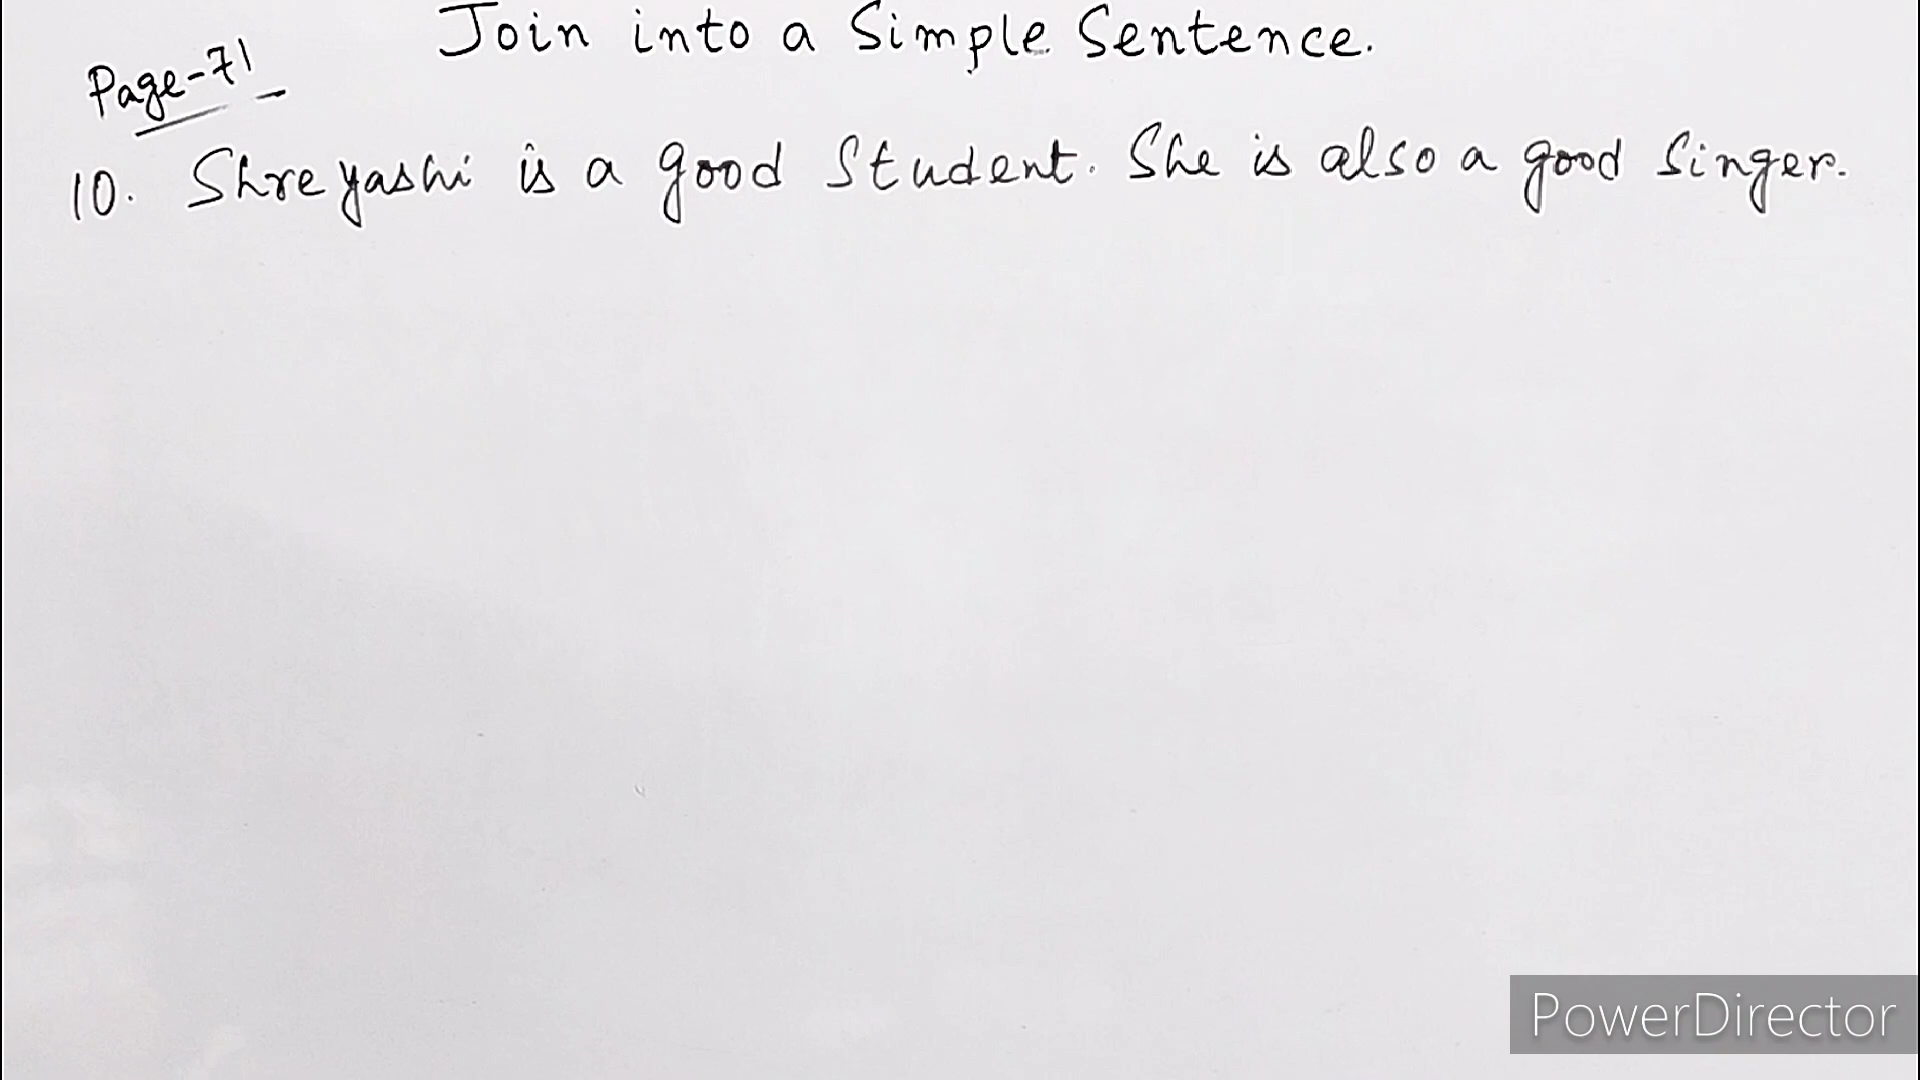 Join into a Simple Sentence.
Page-71
10. Shreyashi is a good Student. She is also a good Singer.
PowerDirector